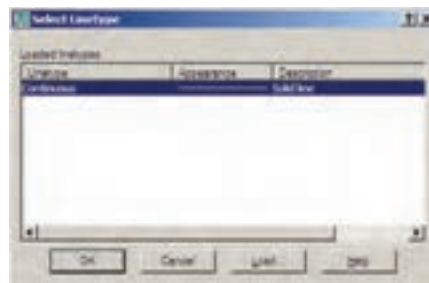 Select Linetype
Loaded linetypes
Linetype Appearance Description
Continuous Solid line
OK Cancel Load... Help